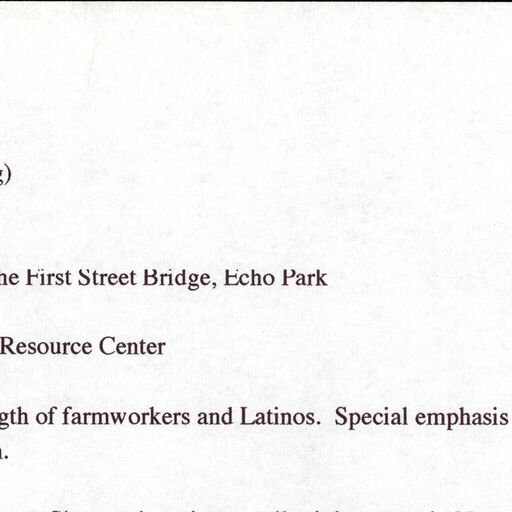 g)
he First Street Bridge, Echo Park
Resource Center
gth of farmworkers and Latinos.  Special emphasis
n.